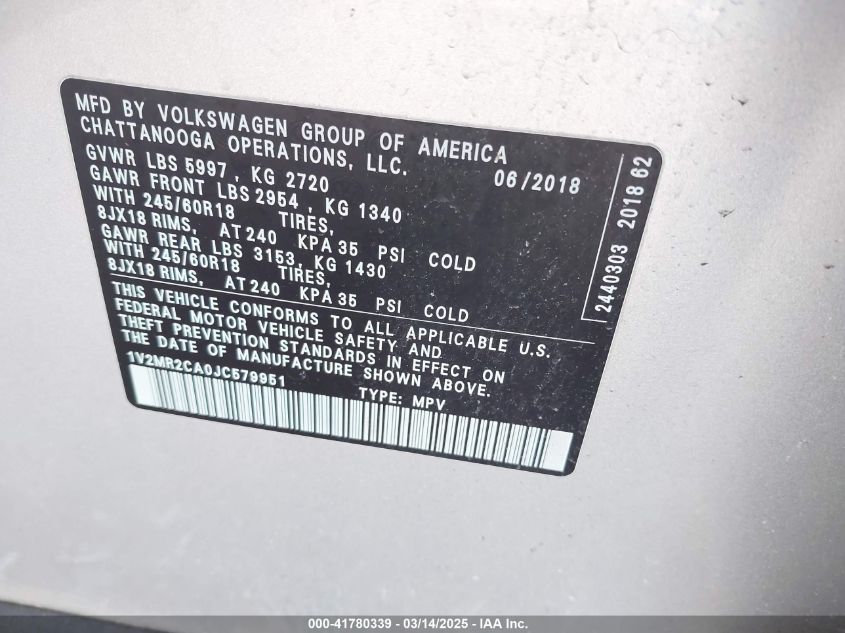 MFD BY VOLKSWAGEN GROUP OF AMERICA
CHATTANOOGA OPERATIONS, LLC.
GVWR LBS 5997 , KG 2720 06/2018
GAWR FRONT LBS 2954 , KG 1340
WITH 245/60R18 TIRES,
8JX18 RIMS, AT 240 KPA 35 PSI COLD
GAWR REAR LBS 3153, KG 1430
WITH 245/60R18 TIRES,
8JX18 RIMS, AT 240 KPA 35 PSI COLD
THIS VEHICLE CONFORMS TO ALL APPLICABLE U.S.
FEDERAL MOTOR VEHICLE SAFETY AND
THEFT PREVENTION STANDARDS IN EFFECT ON
THE DATE OF MANUFACTURE SHOWN ABOVE.
1V2MR2CA0JC579951 TYPE: MPV
2440303 2018 62
000-41780339 - 03/14/2025 - IAA Inc.